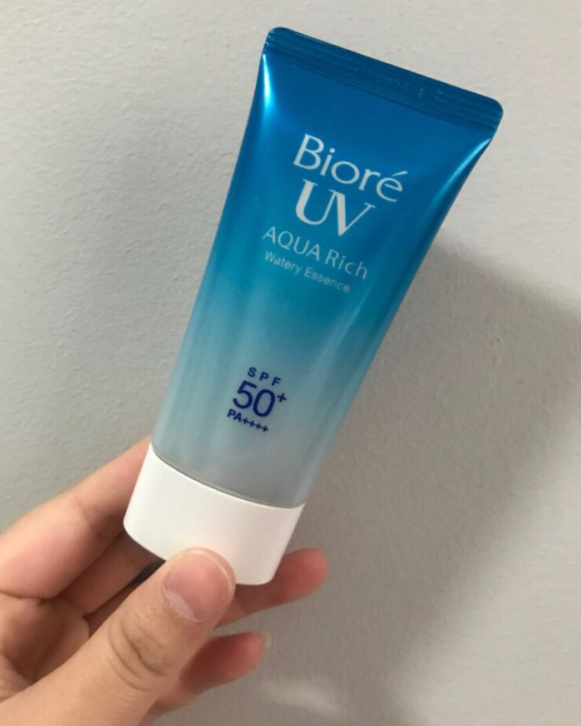 Bioré
UV
AQUA Rich
Watery Essence
SPF
50+
PA++++